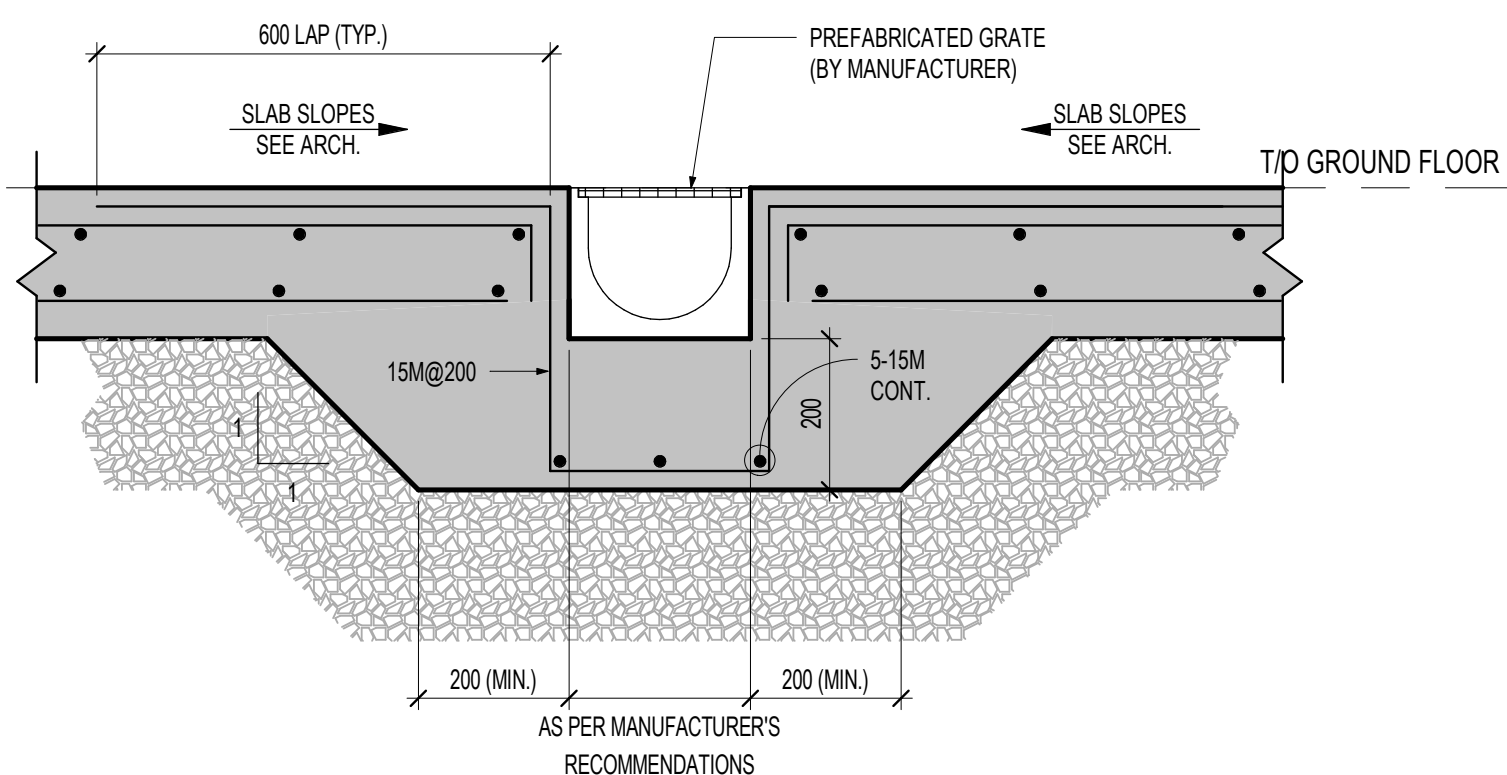 600 LAP (TYP.)
PREFABRICATED GRATE
(BY MANUFACTURER)
SLAB SLOPES
SEE ARCH.
SLAB SLOPES
SEE ARCH.
T/O GROUND FLOOR
15M@200
5-15M
CONT.
200
1
1
200 (MIN.)
200 (MIN.)
AS PER MANUFACTURER'S
RECOMMENDATIONS